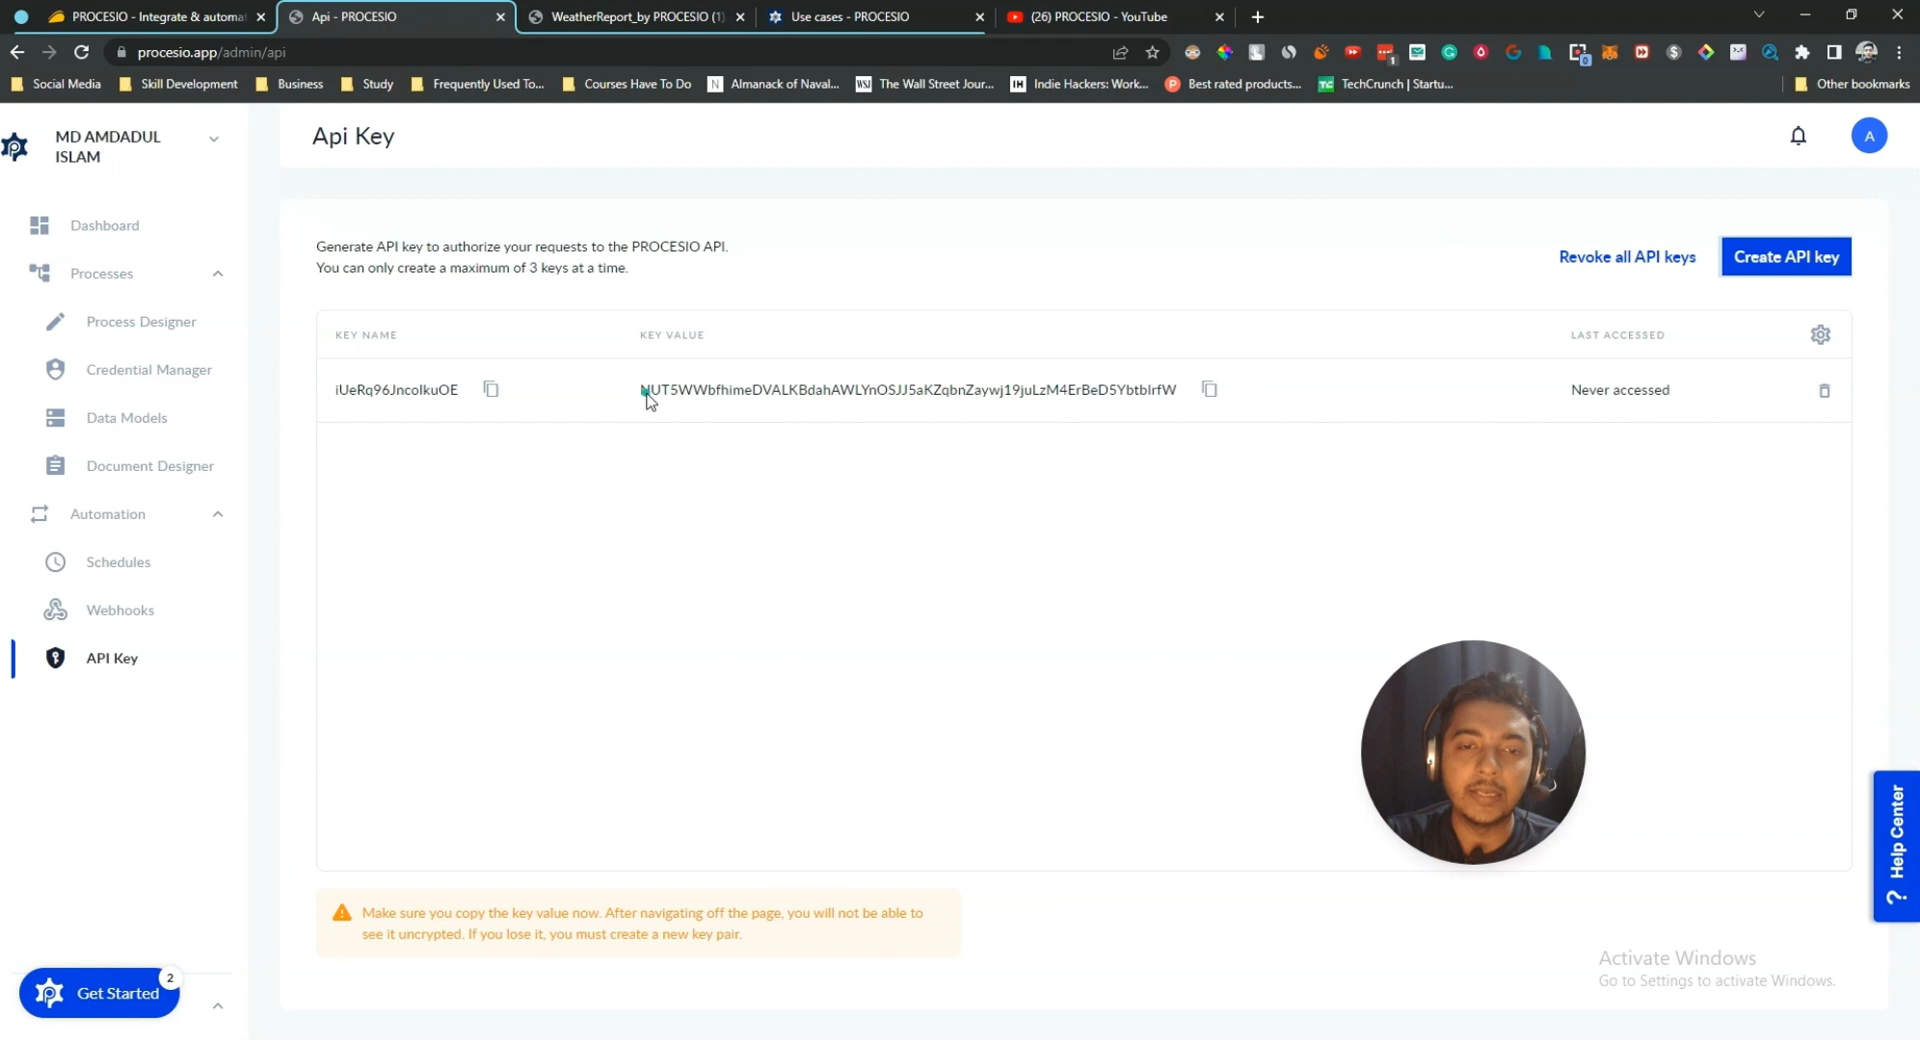 PROCESIO - Integrate & automat
Api - PROCESIO
WeatherReport_by PROCESIO (1)
Use cases - PROCESIO
(26) PROCESIO - YouTube
procesio.app/admin/api
Social Media
Skill Development
Business
Study
Frequently Used To...
Courses Have To Do
Almanack of Naval...
The Wall Street Jour...
Indie Hackers: Work...
Best rated products...
TechCrunch | Startu...
Other bookmarks
MD AMDADUL
ISLAM
Api Key
A
Dashboard
Processes
Process Designer
Credential Manager
Data Models
Document Designer
Automation
Schedules
Webhooks
API Key
Generate API key to authorize your requests to the PROCESIO API.
You can only create a maximum of 3 keys at a time.
Revoke all API keys
Create API key
KEY NAME
KEY VALUE
LAST ACCESSED
Never accessed
Make sure you copy the key value now. After navigating off the page, you will not be able to
see it uncrypted. If you lose it, you must create a new key pair.
Help Center
?
Activate Windows
Go to Settings to activate Windows.
Get Started
2